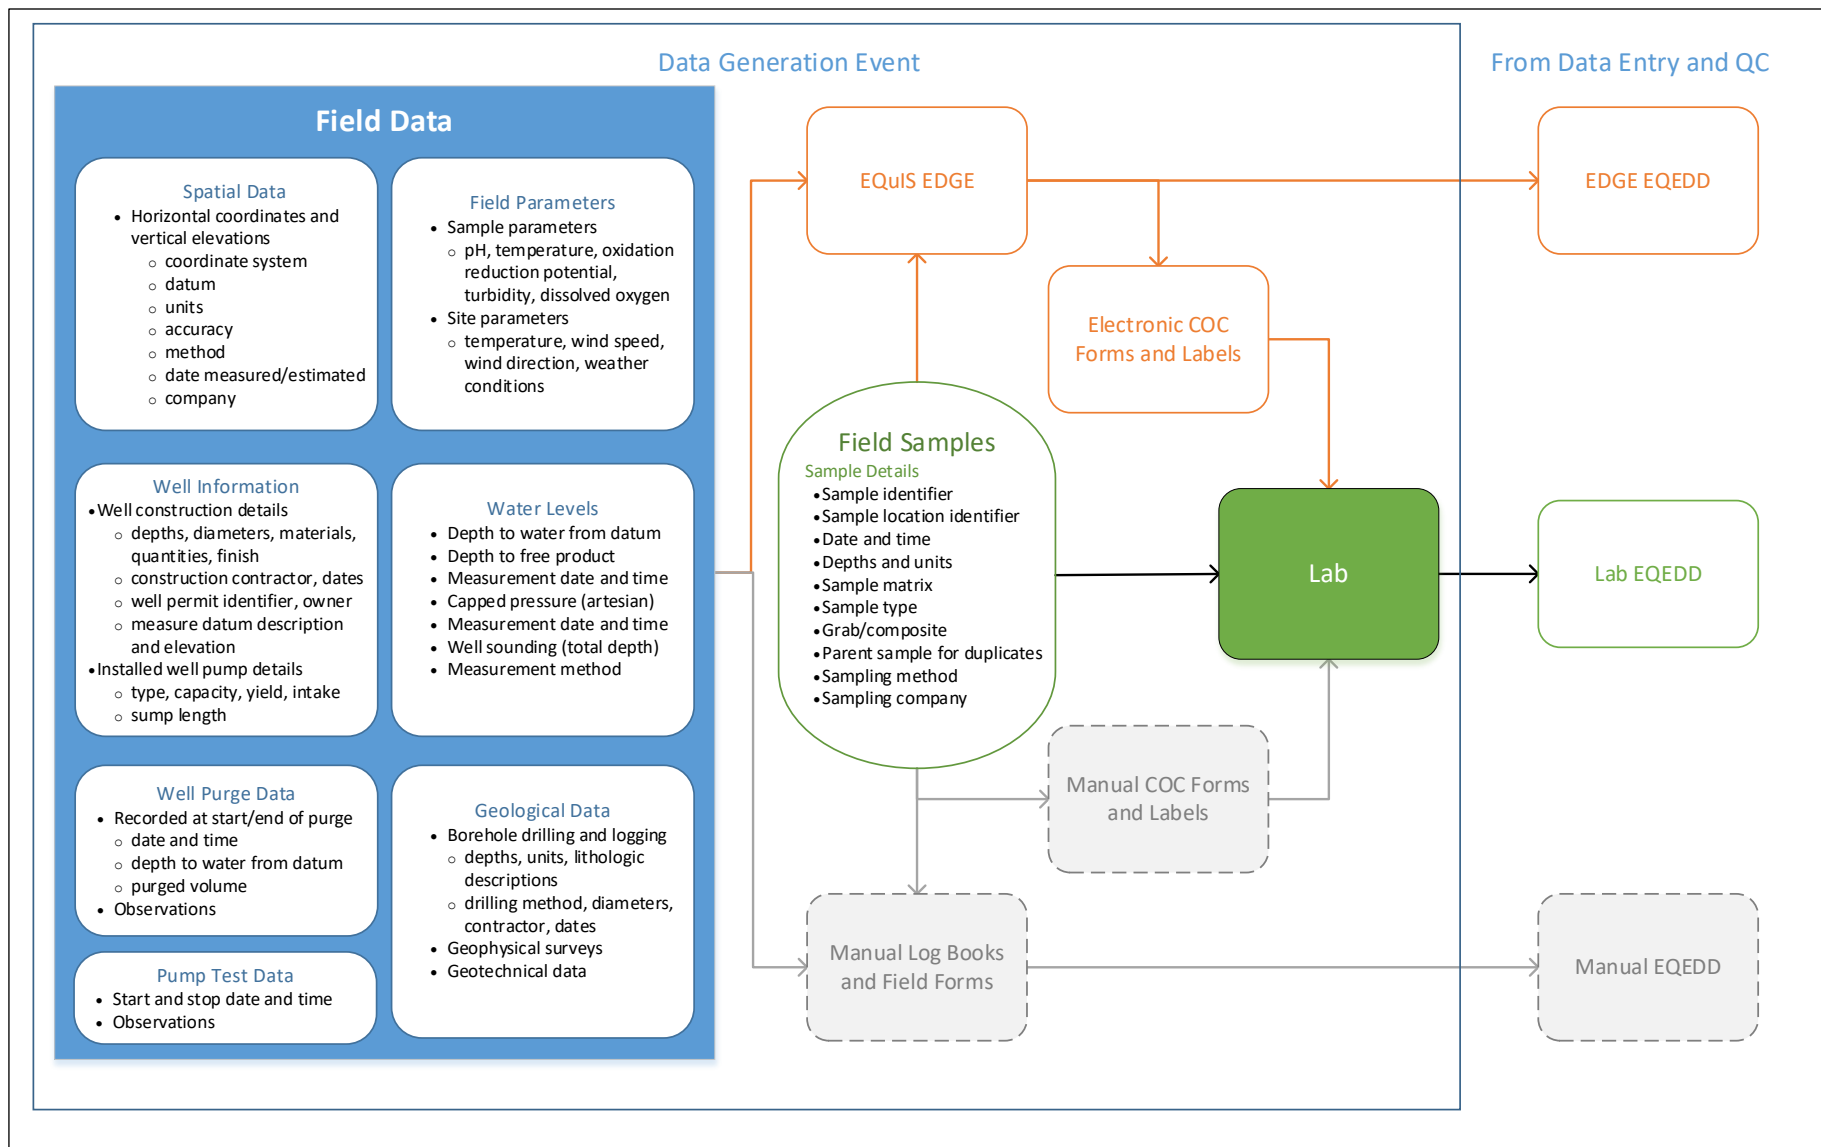 Data Generation Event
From Data Entry and QC
Field Data
Spatial Data
• Horizontal coordinates and
vertical elevations
○ coordinate system
○ datum
○ units
○ accuracy
○ method
○ date measured/estimated
○ company
Field Parameters
• Sample parameters
○ pH, temperature, oxidation
reduction potential,
turbidity, dissolved oxygen
• Site parameters
○ temperature, wind speed,
wind direction, weather
conditions
Well Information
• Well construction details
○ depths, diameters, materials,
quantities, finish
○ construction contractor, dates
○ well permit identifier, owner
○ measure datum description
and elevation
• Installed well pump details
○ type, capacity, yield, intake
○ sump length
Water Levels
• Depth to water from datum
• Depth to free product
• Measurement date and time
• Capped pressure (artesian)
• Measurement date and time
• Well sounding (total depth)
• Measurement method
Well Purge Data
• Recorded at start/end of purge
○ date and time
○ depth to water from datum
○ purged volume
• Observations
Geological Data
• Borehole drilling and logging
○ depths, units, lithologic
descriptions
○ drilling method, diameters,
contractor, dates
• Geophysical surveys
• Geotechnical data
Pump Test Data
• Start and stop date and time
• Observations
EQuIS EDGE
EDGE EQEDD
Electronic COC
Forms and Labels
Field Samples
Sample Details
• Sample identifier
• Sample location identifier
• Date and time
• Depths and units
• Sample matrix
• Sample type
• Grab/composite
• Parent sample for duplicates
• Sampling method
• Sampling company
Lab
Lab EQEDD
Manual COC Forms
and Labels
Manual Log Books
and Field Forms
Manual EQEDD